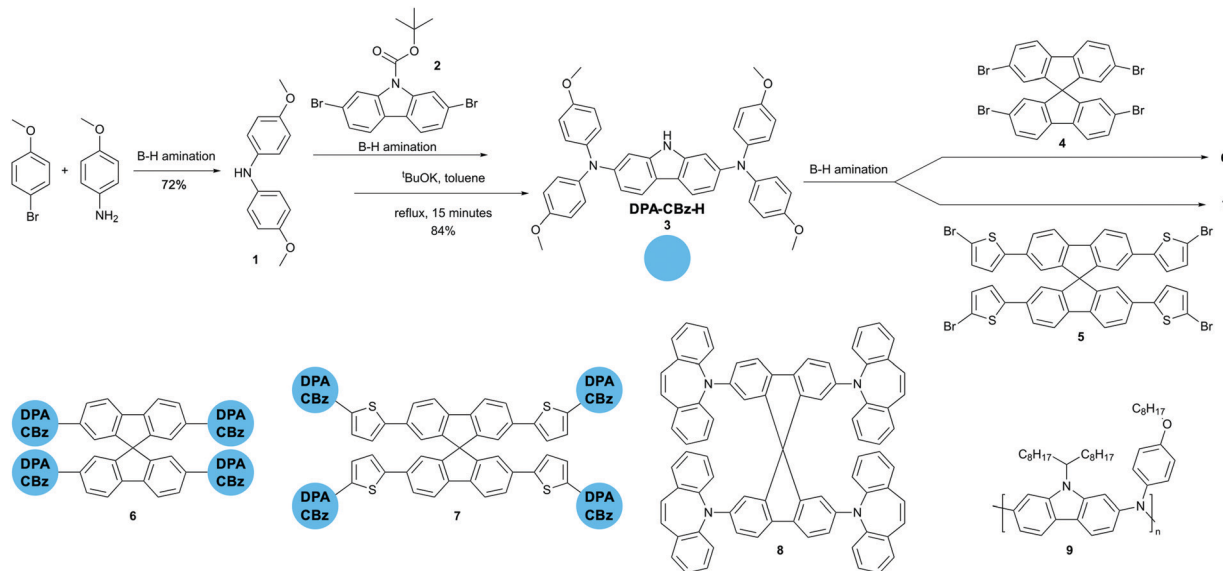 O
Br
+
O
NH₂
B-H amination
72%
O
HN
O
1
O
O
N
2
Br
Br
B-H amination
ᵗBuOK, toluene
reflux, 15 minutes
84%
O
O
H
N
N
N
O
O
DPA-CBz-H
3
B-H amination
Br
Br
Br
Br
4
Br
S
S
Br
Br
S
S
Br
5
DPA
CBz
DPA
CBz
DPA
CBz
DPA
CBz
6
DPA
CBz
DPA
CBz
S
S
S
S
DPA
CBz
DPA
CBz
7
N
N
N
N
8
C₈H₁₇
O
C₈H₁₇
C₈H₁₇
N
N
n
9